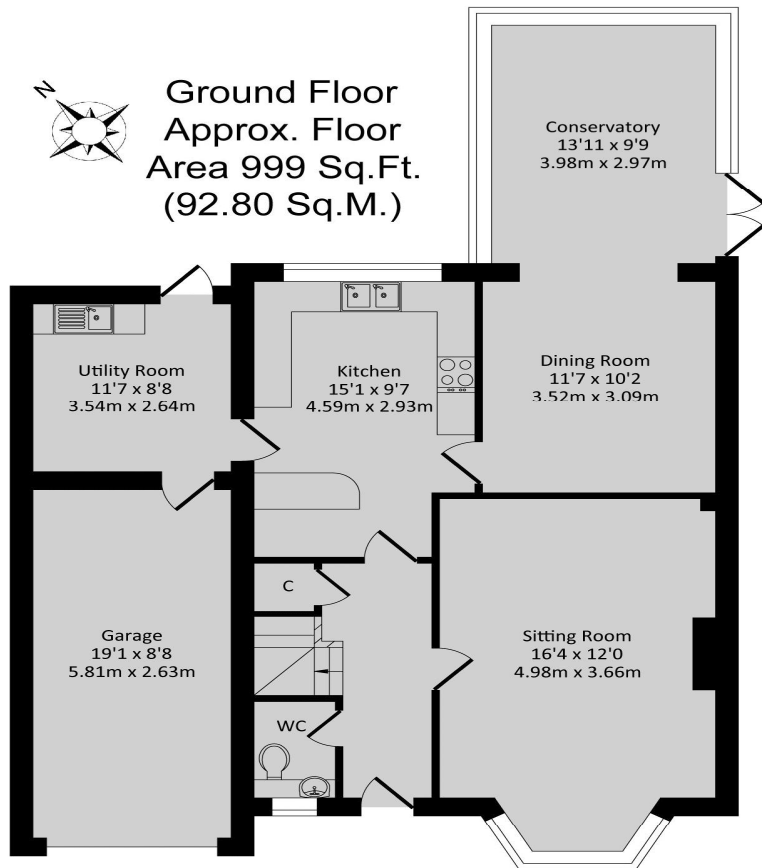 N
Ground Floor
Approx. Floor
Area 999 Sq.Ft.
(92.80 Sq.M.)
Conservatory
13'11 x 9'9
3.98m x 2.97m
Utility Room
11'7 x 8'8
3.54m x 2.64m
Kitchen
15'1 x 9'7
4.59m x 2.93m
Dining Room
11'7 x 10'2
3.52m x 3.09m
C
Garage
19'1 x 8'8
5.81m x 2.63m
Sitting Room
16'4 x 12'0
4.98m x 3.66m
WC